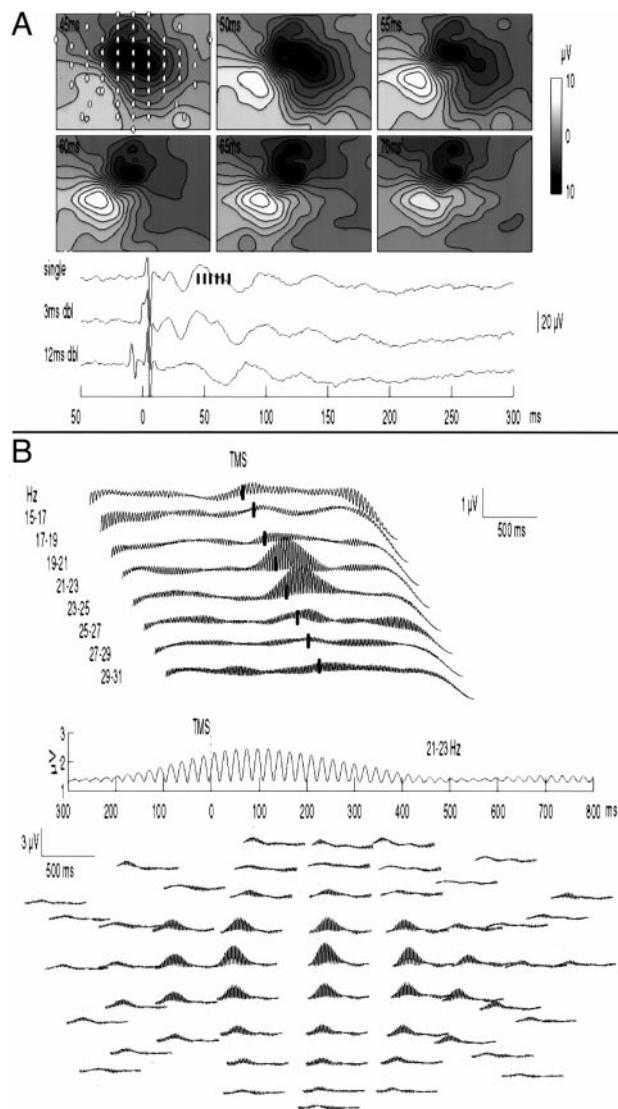 A
45ms 50ms 55ms
µV
10
0
10
60ms 65ms 70ms
single
3ms dbl
12ms dbl
20 µV
50 0 50 100 150 200 250 300 ms
B
TMS
Hz
15-17
17-19
19-21
21-23
23-25
25-27
27-29
29-31
1 µV
500 ms
TMS
21-23 Hz
µV
3
2
1
300 200 100 0 100 200 300 400 500 600 700 800 ms
3 µV
500 ms